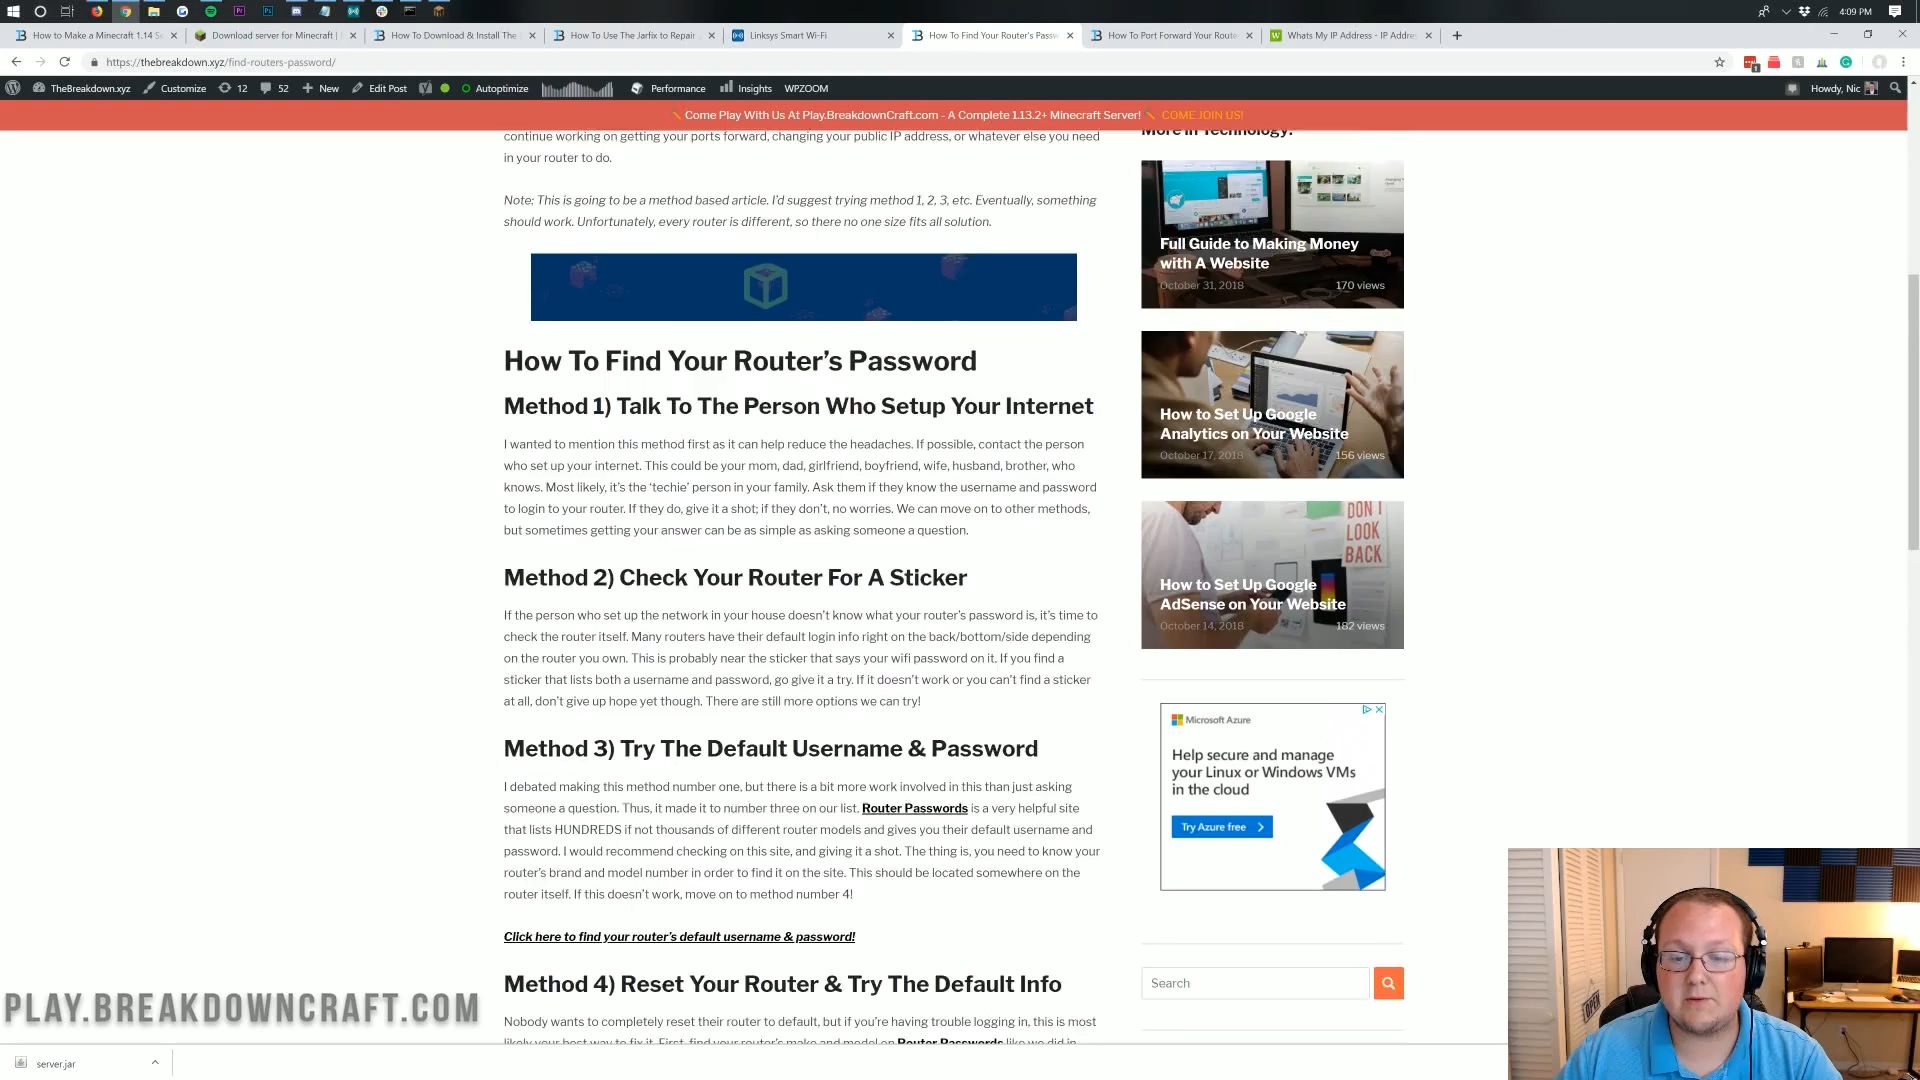 4:09 PM
How to Make a Minecraft 1.14 Se
Download server for Minecraft |
How To Download & Install The
How To Use The Jarfix to Repair
Linksys Smart Wi-Fi
How To Find Your Router's Passw
How To Port Forward Your Route
Whats My IP Address - IP Addre
https://thebreakdown.xyz/find-routers-password/
TheBreakdown.xyz
Customize
12
52
New
Edit Post
Autoptimize
Performance
Insights
WPZOOM
Howdy, Nic
Come Play With Us At Play.BreakdownCraft.com - A Complete 1.13.2+ Minecraft Server! COME JOIN US!
continue working on getting your ports forward, changing your public IP address, or whatever else you need
in your router to do.
Note: This is going to be a method based article. I'd suggest trying method 1, 2, 3, etc. Eventually, something
should work. Unfortunately, every router is different, so there no one size fits all solution.
How To Find Your Router's Password
Method 1) Talk To The Person Who Setup Your Internet
I wanted to mention this method first as it can help reduce the headaches. If possible, contact the person
who set up your internet. This could be your mom, dad, girlfriend, boyfriend, wife, husband, brother, who
knows. Most likely, it's the 'techie' person in your family. Ask them if they know the username and password
to login to your router. If they do, give it a shot; if they don't, no worries. We can move on to other methods,
but sometimes getting your answer can be as simple as asking someone a question.
Method 2) Check Your Router For A Sticker
If the person who set up the network in your house doesn't know what your router's password is, it's time to
check the router itself. Many routers have their default login info right on the back/bottom/side depending
on the router you own. This is probably near the sticker that says your wifi password on it. If you find a
sticker that lists both a username and password, go give it a try. If it doesn't work or you can't find a sticker
at all, don't give up hope yet though. There are still more options we can try!
Method 3) Try The Default Username & Password
I debated making this method number one, but there is a bit more work involved in this than just asking
someone a question. Thus, it made it to number three on our list. Router Passwords is a very helpful site
that lists HUNDREDS if not thousands of different router models and gives you their default username and
password. I would recommend checking on this site, and giving it a shot. The thing is, you need to know your
router's brand and model number in order to find it on the site. This should be located somewhere on the
router itself. If this doesn't work, move on to method number 4!
Click here to find your router's default username & password!
Method 4) Reset Your Router & Try The Default Info
Nobody wants to completely reset their router to default, but if you're having trouble logging in, this is most
likely your best way to fix it. First, find your router's make and model on Router Passwords like we did in
More in Technology:
Full Guide to Making Money
with A Website
October 31, 2018
170 views
How to Set Up Google
Analytics on Your Website
October 17, 2018
156 views
DON'T
LOOK
BACK
How to Set Up Google
AdSense on Your Website
October 14, 2018
182 views
Microsoft Azure
Help secure and manage
your Linux or Windows VMs
in the cloud
Try Azure free
Search
OPEN
PLAY.BREAKDOWNCRAFT.COM
server.jar